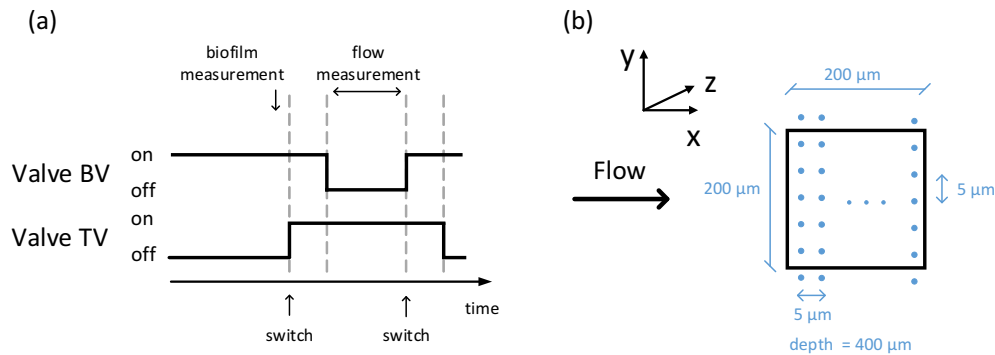 (a)
biofilm
measurement
flow
measurement
Valve BV
on
off
Valve TV
on
off
time
switch
switch
(b)
y
z
x
Flow
200 µm
200 µm
5 µm
5 µm
depth = 400 µm